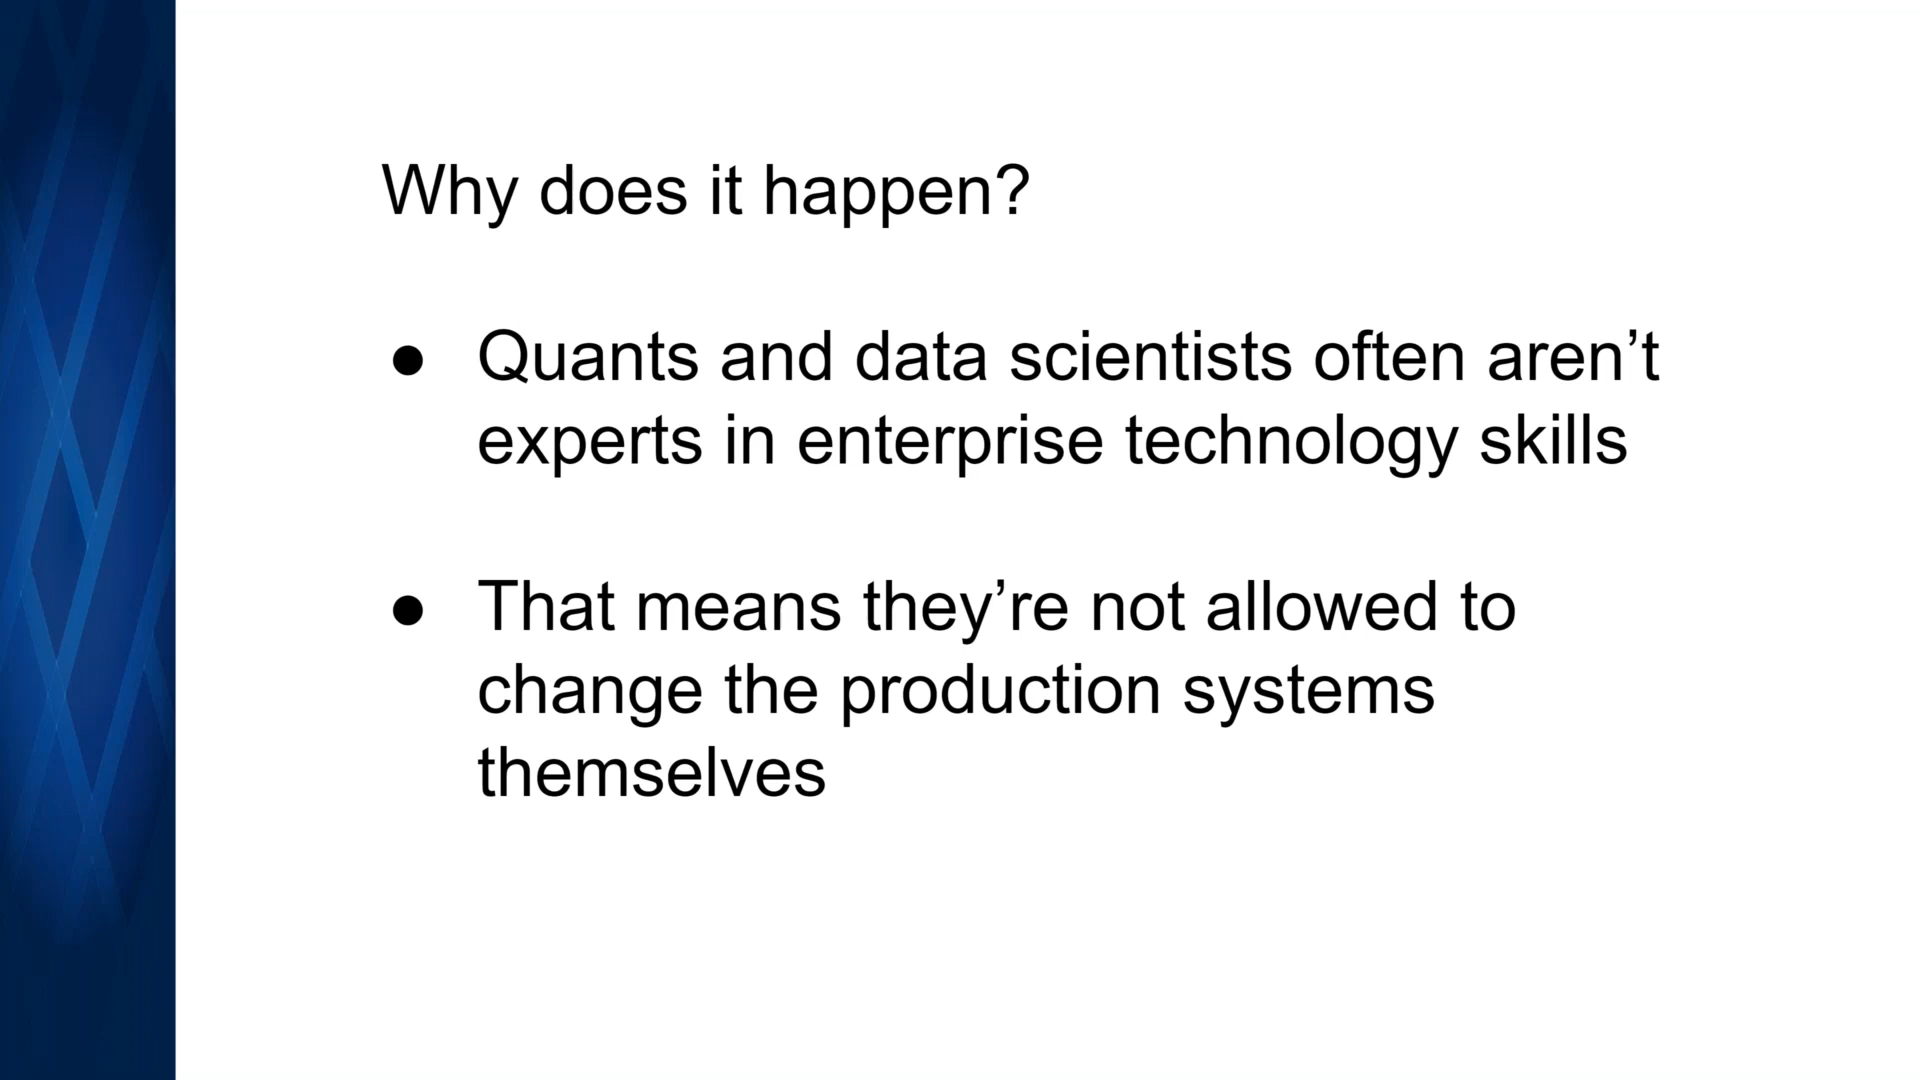 Why does it happen?
● Quants and data scientists often aren’t
experts in enterprise technology skills
● That means they’re not allowed to
change the production systems
themselves